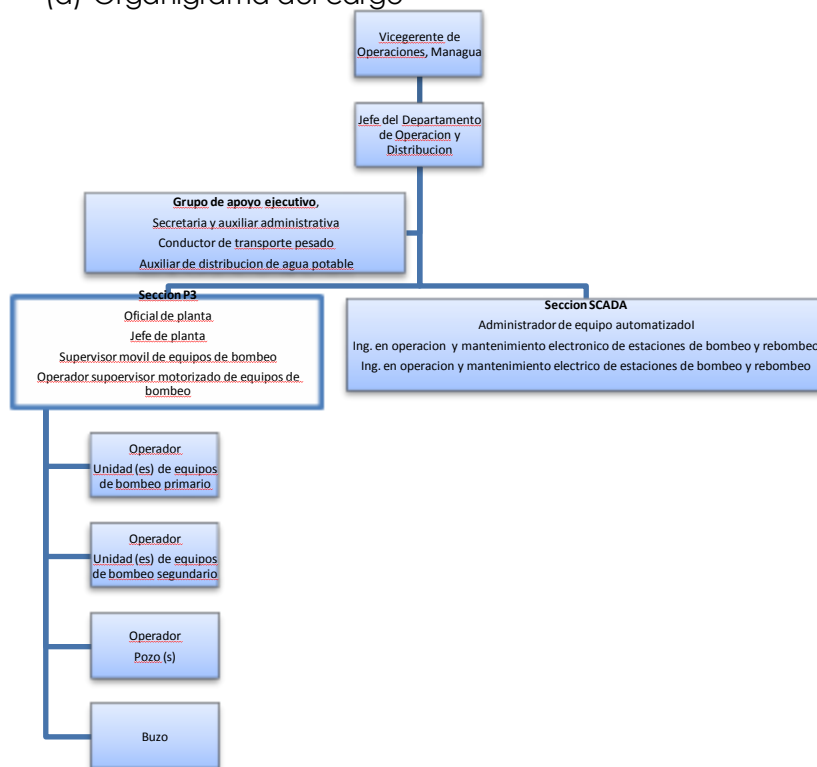 (a) Organigrama del cargo
Vicegerente de
Operaciones, Managua
Jefe del Departamento
de Operacion y
Distribucion
Grupo de apoyo ejecutivo,
Secretaria y auxiliar administrativa
Conductor de transporte pesado
Auxiliar de distribucion de agua potable
Seccion P3
Oficial de planta
Jefe de planta
Supervisor movil de equipos de bombeo
Operador supoervisor motorizado de equipos de
bombeo
Seccion SCADA
Administrador de equipo automatizadoI
Ing. en operacion y mantenimiento electronico de estaciones de bombeo y rebombeo
Ing. en operacion y mantenimiento electrico de estaciones de bombeo y rebombeo
Operador
Unidad (es) de equipos
de bombeo primario
Operador
Unidad (es) de equipos
de bombeo segundario
Operador
Pozo (s)
Buzo